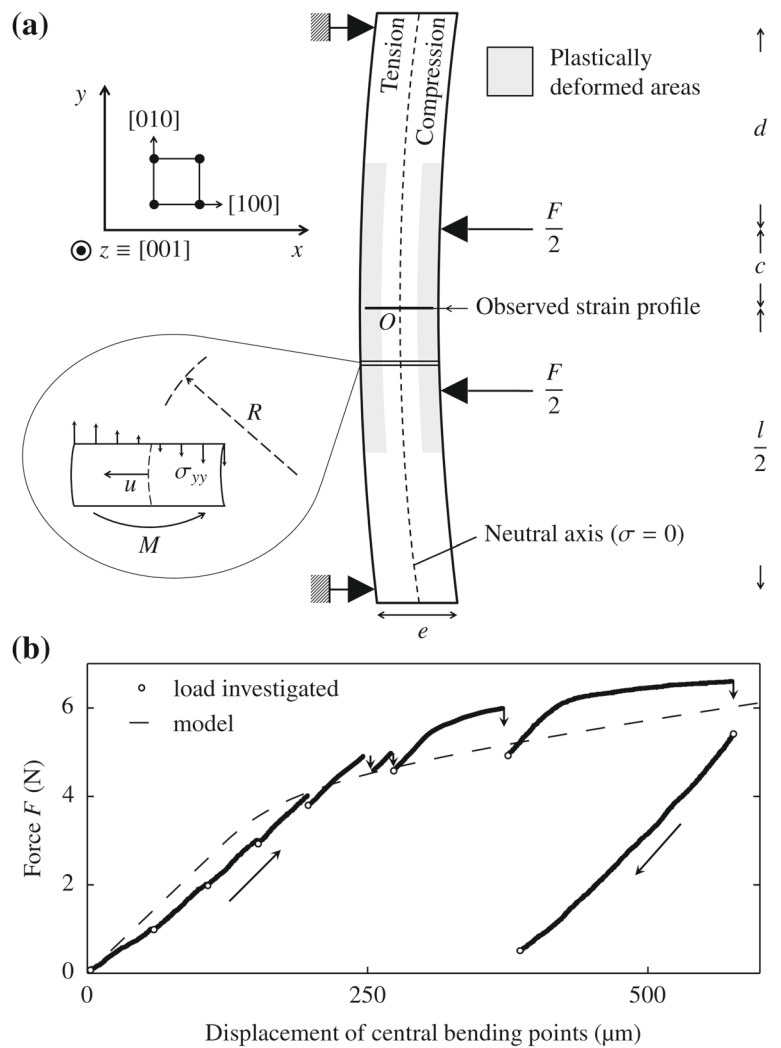 (a)
Tension
Compression
Plastically
deformed areas
y
[010]
[100]
z ≡ [001]
x
d
F
2
c
O
Observed strain profile
F
2
R
u
σyy
M
l
2
Neutral axis (σ = 0)
e
(b)
load investigated
model
Force F (N)
6
4
2
0
0
250
500
Displacement of central bending points (μm)